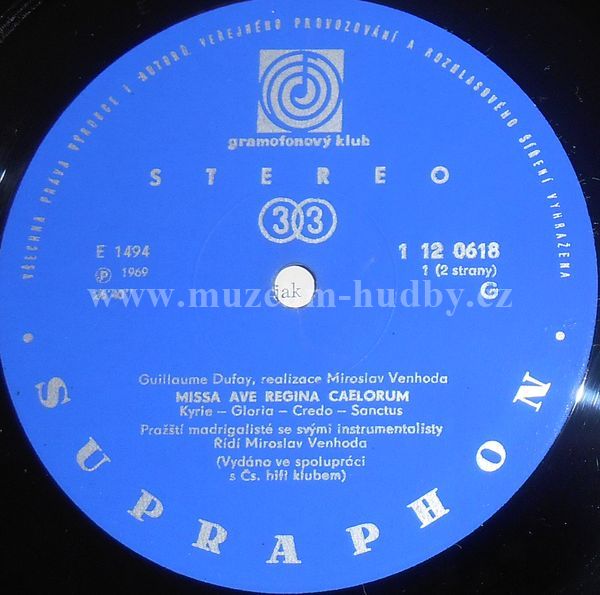 VŠECHNA PRÁVA VÝROBCE I AUTORŮ VEŘEJNÉHO PROVOZOVÁNÍ A ROZHLASOVÉHO ŠÍŘENÍ VYHRAŽENA
gramofonový klub
STEREO
33
E 1494
1 12 0618
℗ 1969
1 (2 strany)
G
jak
www.muzeum-hudby.cz
Guillaume Dufay, realizace Miroslav Venhoda
MISSA AVE REGINA CAELORUM
Kyrie – Gloria – Credo – Sanctus
Pražští madrigalisté se svými instrumentalisty
Řídí Miroslav Venhoda
(Vydáno ve spolupráci
s Čs. hifi klubem)
• SUPRAPHON •